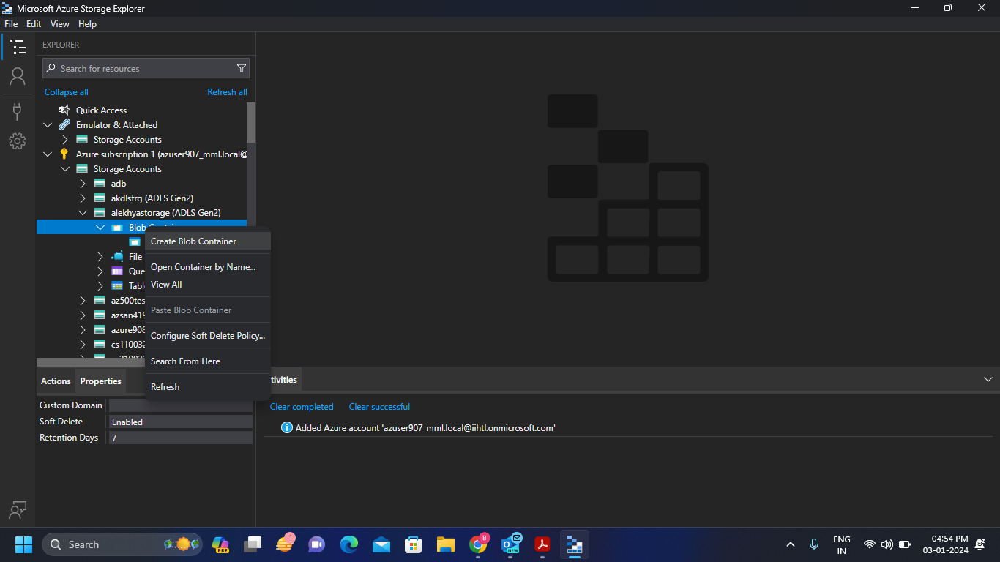 Microsoft Azure Storage Explorer
File Edit View Help
EXPLORER
Search for resources
Collapse all Refresh all
Quick Access
Emulator & Attached
Storage Accounts
Azure subscription 1 (azuser907_mml.local@
Storage Accounts
adb
akdlstrg (ADLS Gen2)
alekhyastorage (ADLS Gen2)
Blob
Create Blob Container
File
Open Container by Name...
Que
View All
Tabl
az500tes
Paste Blob Container
azsan419
azure908
Configure Soft Delete Policy...
cs110032
Search From Here
Refresh
Actions Properties
tivities
Custom Domain
Soft Delete Enabled
Retention Days 7
Clear completed Clear successful
Added Azure account 'azuser907_mml.local@iihtl.onmicrosoft.com'
Search
PRE
1
B
NEW
ENG
IN
04:54 PM
03-01-2024